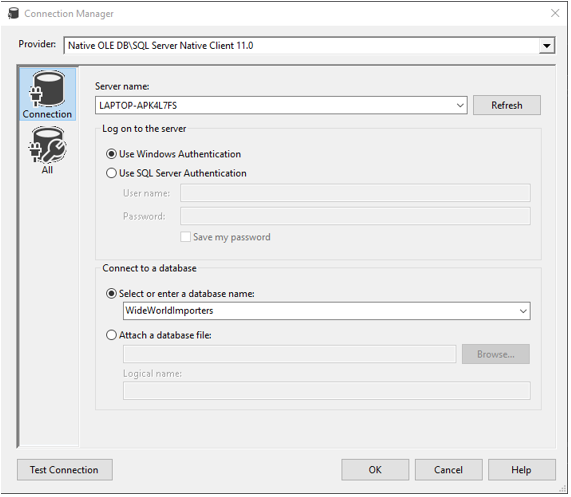 Connection Manager
Provider: Native OLE DB\SQL Server Native Client 11.0
Connection
All
Server name:
LAPTOP-APK4L7FS Refresh
Log on to the server
Use Windows Authentication
Use SQL Server Authentication
User name:
Password:
Save my password
Connect to a database
Select or enter a database name:
WideWorldImporters
Attach a database file:
Browse...
Logical name:
Test Connection OK Cancel Help